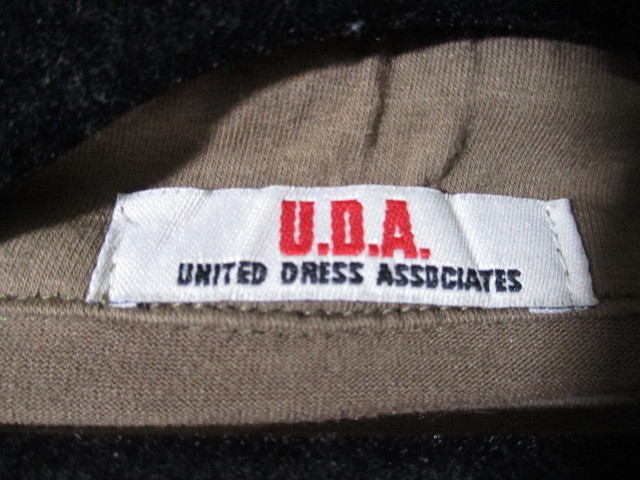 U.D.A.
UNITED DRESS ASSOCIATES